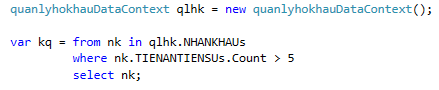 quanlyhokhauDataContext qlhk = new quanlyhokhauDataContext();
var kq = from nk in qlhk.NHANKHAUs
where nk.TIENANTIENSUs.Count > 5
select nk;